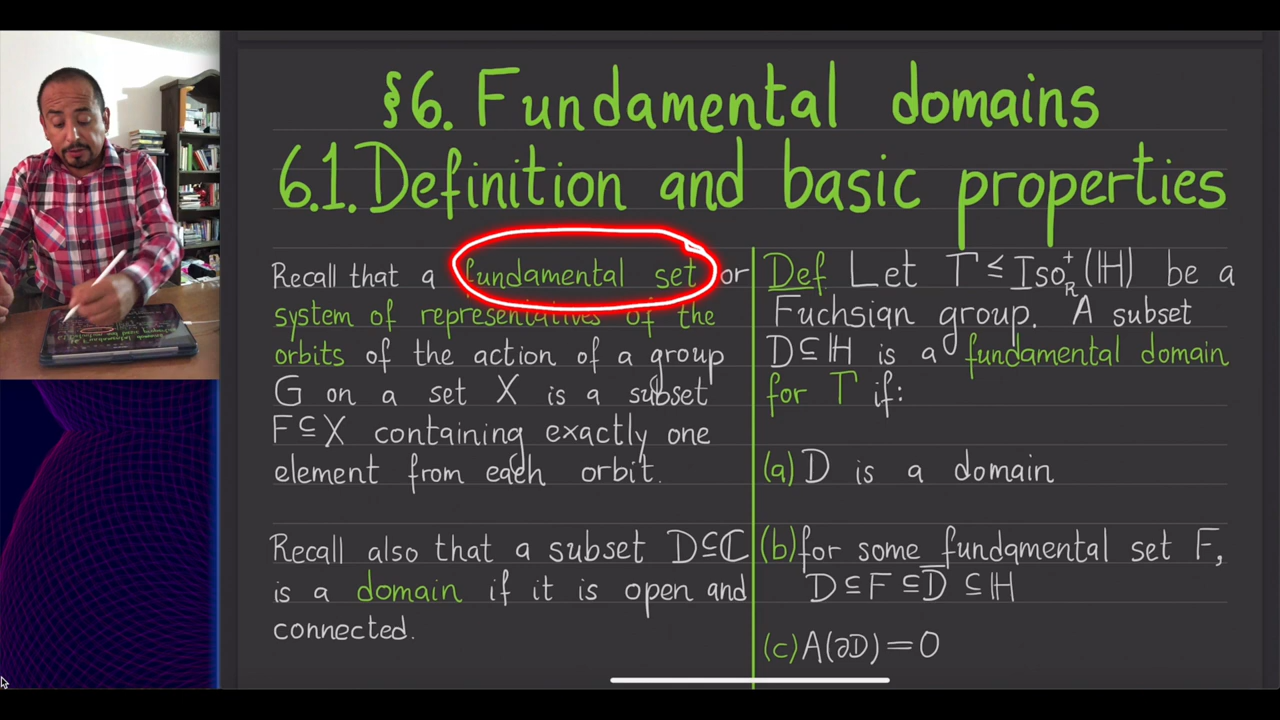 §6. Fundamental domains
6.1. Definition and basic properties
Recall that a fundamental set or
system of representatives of the
orbits of the action of a group
G on a set X is a subset
F⊆X containing exactly one
element from each orbit.
Recall also that a subset D⊆ℂ
is a domain if it is open and
connected.
Def Let Γ ≤ Iso⁺_ℝ(ℍ) be a
Fuchsian group. A subset
D⊆ℍ is a fundamental domain
for Γ if:
(a) D is a domain
(b) for some fundamental set F,
D ⊆ F ⊆ D̅ ⊆ ℍ
(c) A(∂D) = 0